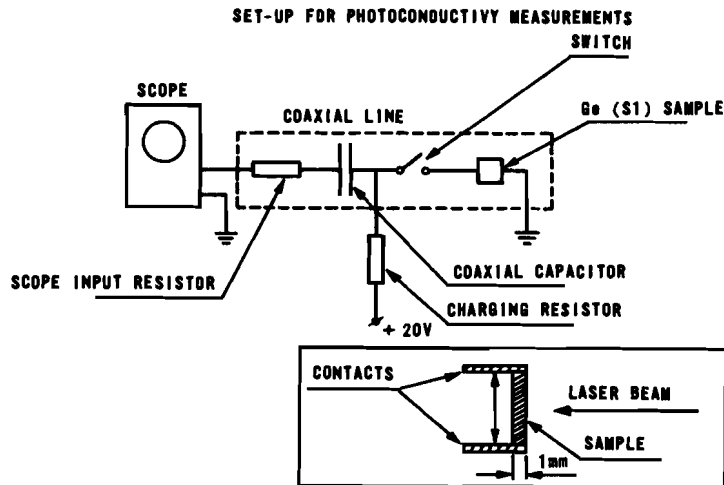 SET-UP FOR PHOTOCONDUCTIVY MEASUREMENTS
SWITCH
SCOPE
COAXIAL LINE
Ge (S1) SAMPLE
SCOPE INPUT RESISTOR
COAXIAL CAPACITOR
CHARGING RESISTOR
+ 20V
CONTACTS
LASER BEAM
SAMPLE
1mm